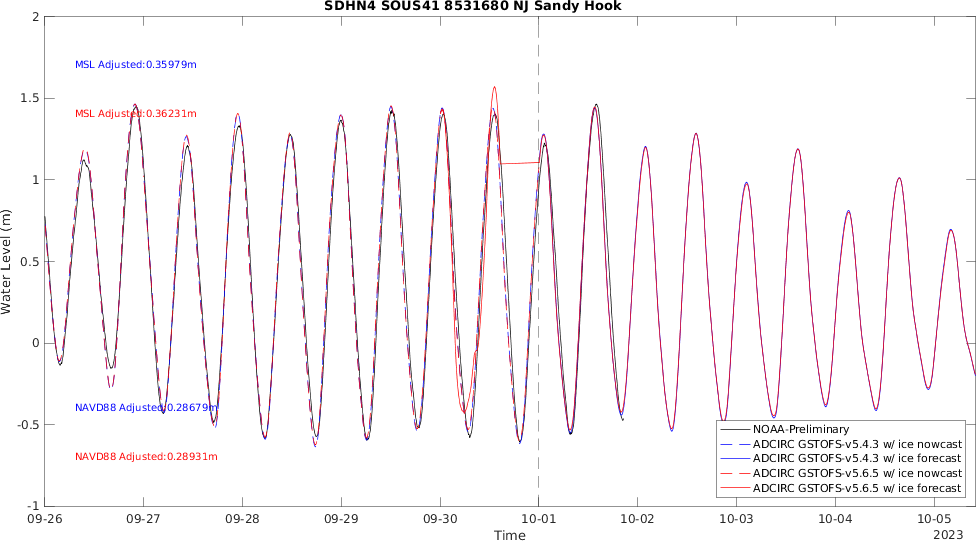 SDHN4 SOUS41 8531680 NJ Sandy Hook
2
1.5
1
0.5
0
-0.5
-1
Water Level (m)
MSL Adjusted:0.35979m
MSL Adjusted:0.36231m
NAVD88 Adjusted:0.28679m
NAVD88 Adjusted:0.28931m
NOAA-Preliminary
ADCIRC GSTOFS-v5.4.3 w/ ice nowcast
ADCIRC GSTOFS-v5.4.3 w/ ice forecast
ADCIRC GSTOFS-v5.6.5 w/ ice nowcast
ADCIRC GSTOFS-v5.6.5 w/ ice forecast
09-26 09-27 09-28 09-29 09-30 10-01 10-02 10-03 10-04 10-05
Time
2023